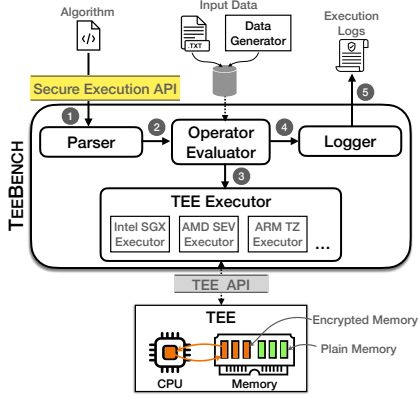 Algorithm
Input Data
Execution
Logs
</>
.TXT
Data
Generator
Secure Execution API
1
2
3
4
5
Parser
Operator
Evaluator
Logger
TEEBENCH
TEE Executor
Intel SGX
Executor
AMD SEV
Executor
ARM TZ
Executor
...
TEE API
TEE
Encrypted Memory
Plain Memory
CPU
Memory